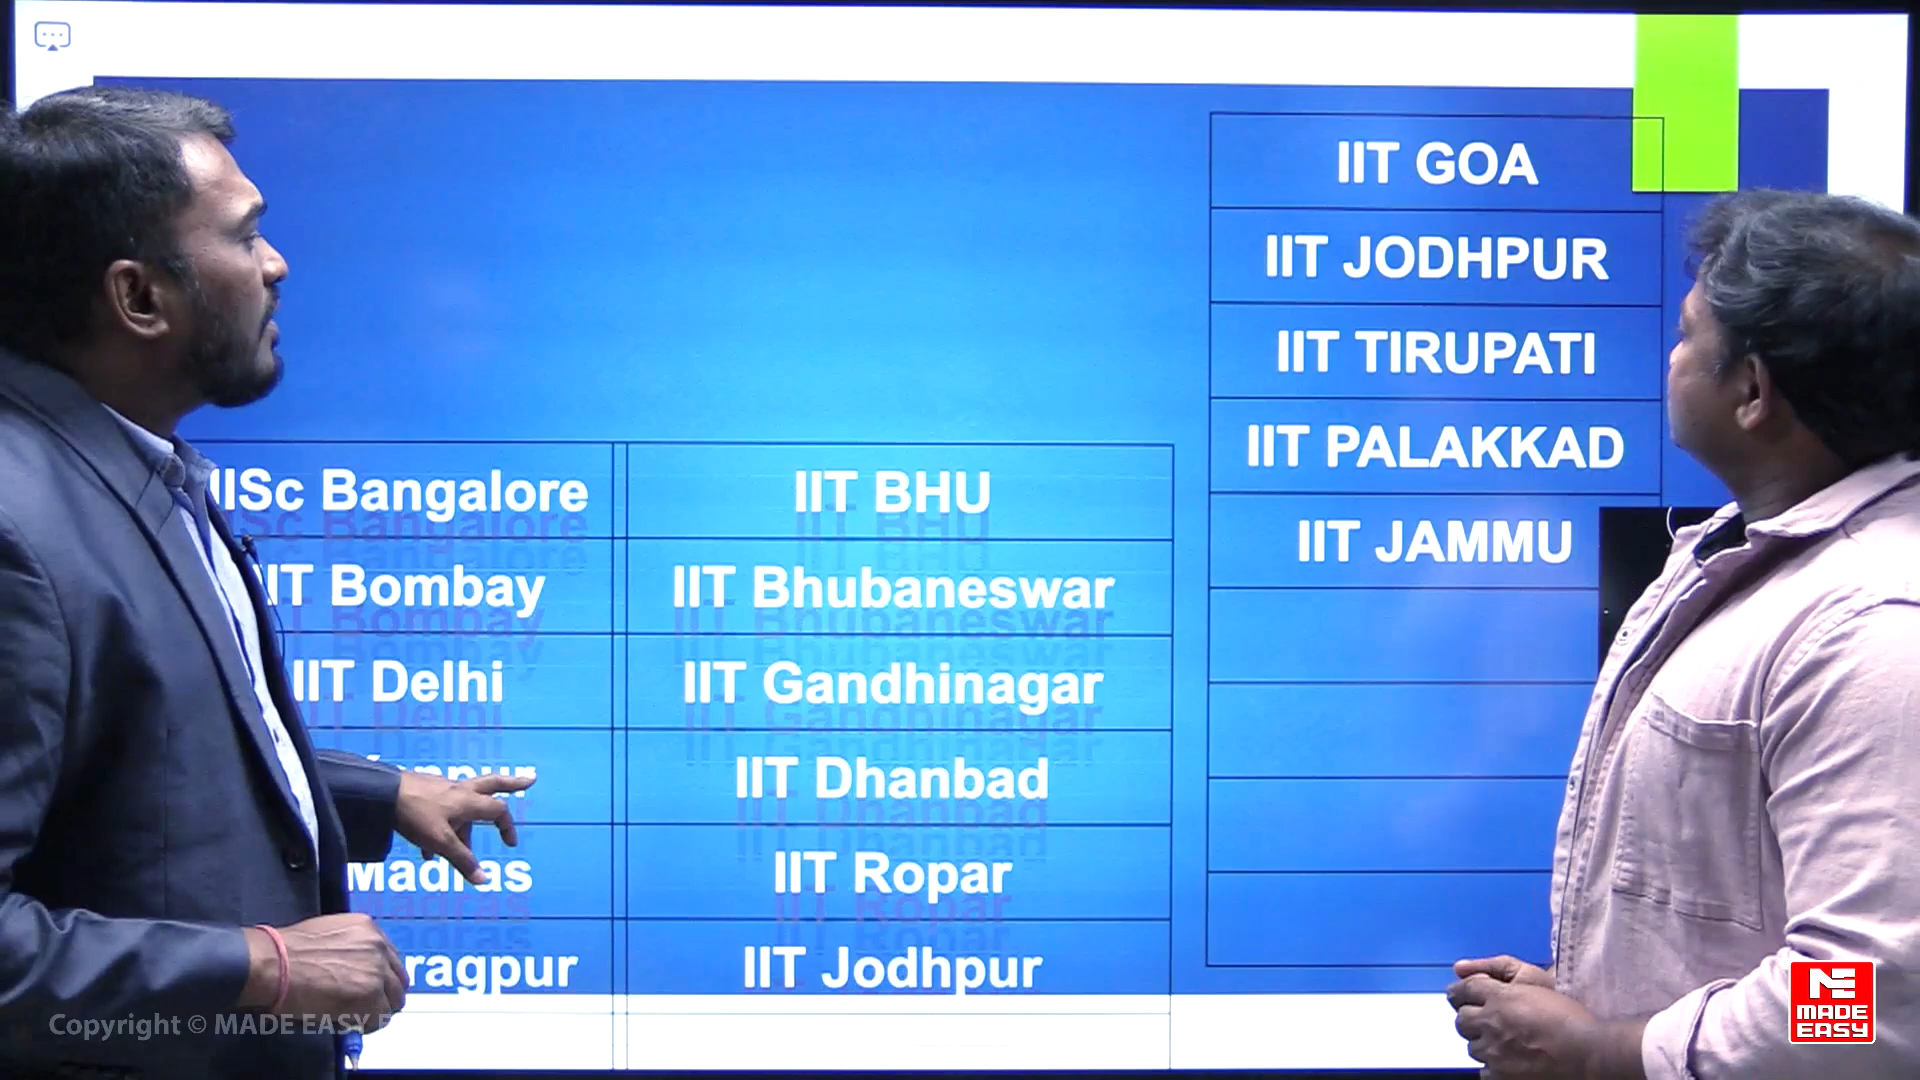 IIT GOA
IIT JODHPUR
IIT TIRUPATI
IIT PALAKKAD
IIT JAMMU
IISc Bangalore
IIT Bombay
IIT Delhi
Madras
ragpur
IIT BHU
IIT Bhubaneswar
IIT Gandhinagar
IIT Dhanbad
IIT Ropar
IIT Jodhpur
Copyright © MADE EASY
MADE
EASY